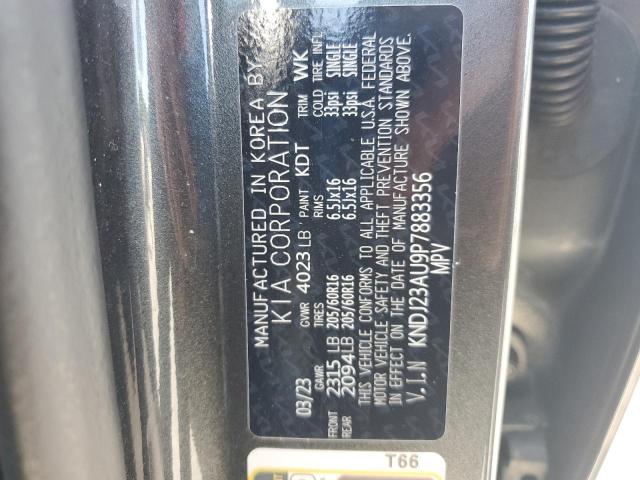 MANUFACTURED IN KOREA BY
KIA CORPORATION
03/23 GVWR 4023 LB PAINT KDT TRIM WK
GAWR TIRES RIMS COLD TIRE INFL
FRONT 2315 LB 205/60R16 6.5Jx16 33psi SINGLE
REAR 2094LB 205/60R16 6.5Jx16 33psi SINGLE
THIS VEHICLE CONFORMS TO ALL APPLICABLE U.S.A. FEDERAL
MOTOR VEHICLE SAFETY AND THEFT PREVENTION STANDARDS
IN EFFECT ON THE DATE OF MANUFACTURE SHOWN ABOVE.
V.I.N KNDJ23AU9P7883356
MPV
T66